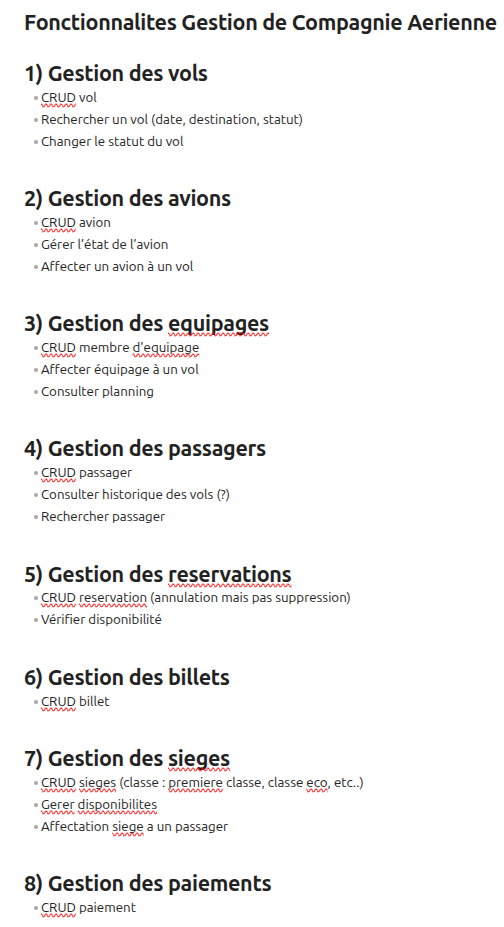 Fonctionnalites Gestion de Compagnie Aerienne
1) Gestion des vols
CRUD vol
Rechercher un vol (date, destination, statut)
Changer le statut du vol
2) Gestion des avions
CRUD avion
Gérer l’état de l’avion
Affecter un avion à un vol
3) Gestion des equipages
CRUD membre d'equipage
Affecter équipage à un vol
Consulter planning
4) Gestion des passagers
CRUD passager
Consulter historique des vols (?)
Rechercher passager
5) Gestion des reservations
CRUD reservation (annulation mais pas suppression)
Vérifier disponibilité
6) Gestion des billets
CRUD billet
7) Gestion des sieges
CRUD sieges (classe : premiere classe, classe eco, etc..)
Gerer disponibilites
Affectation siege a un passager
8) Gestion des paiements
CRUD paiement